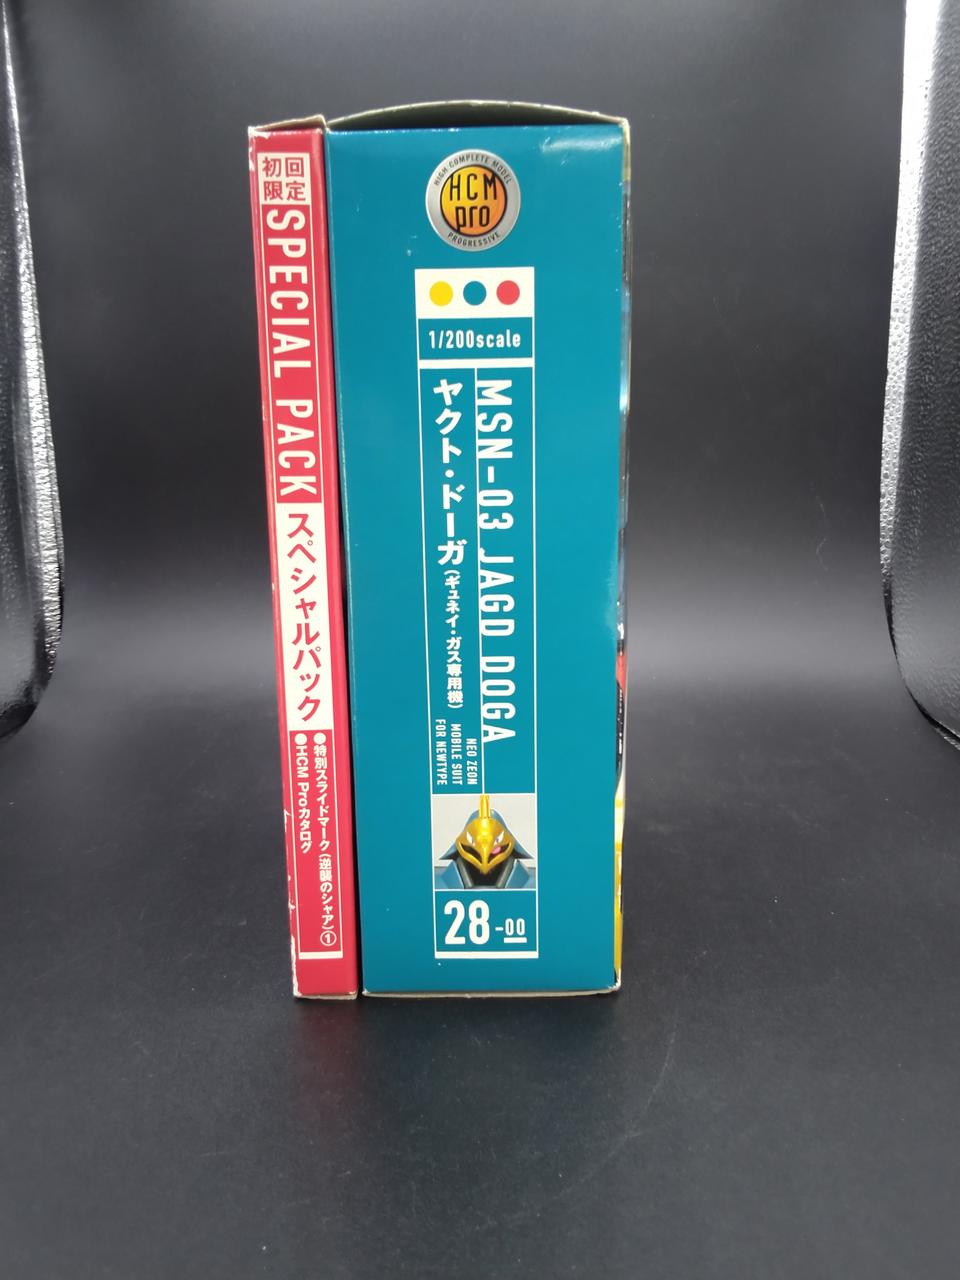 初回
限定
SPECIAL PACK
スペシャルパック
●特別スライドマーク(逆襲のシャア)①
●HCM Proカタログ
HIGH COMPLETE MODEL
HCM
pro
PROGRESSIVE
1/200scale
MSN-03 JAGD DOGA
ヤクト・ドーガ(ギュネイ・ガス専用機)
NEO ZEON
MOBILE SUIT
FOR NEWTYPE
28-00